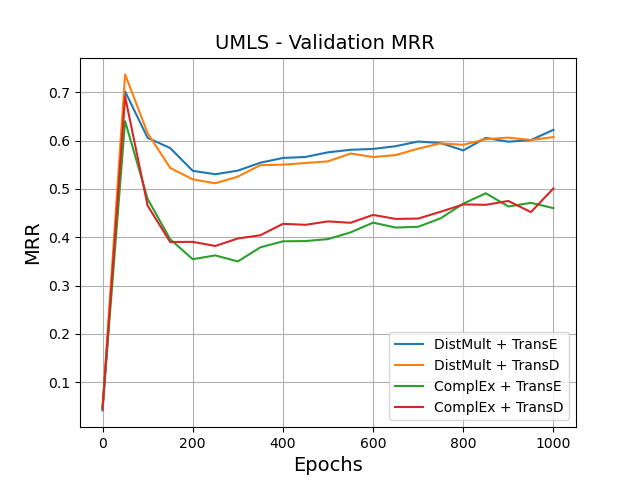 UMLS - Validation MRR
MRR
0.7
0.6
0.5
0.4
0.3
0.2
0.1
DistMult + TransE
DistMult + TransD
ComplEx + TransE
ComplEx + TransD
0 200 400 600 800 1000
Epochs